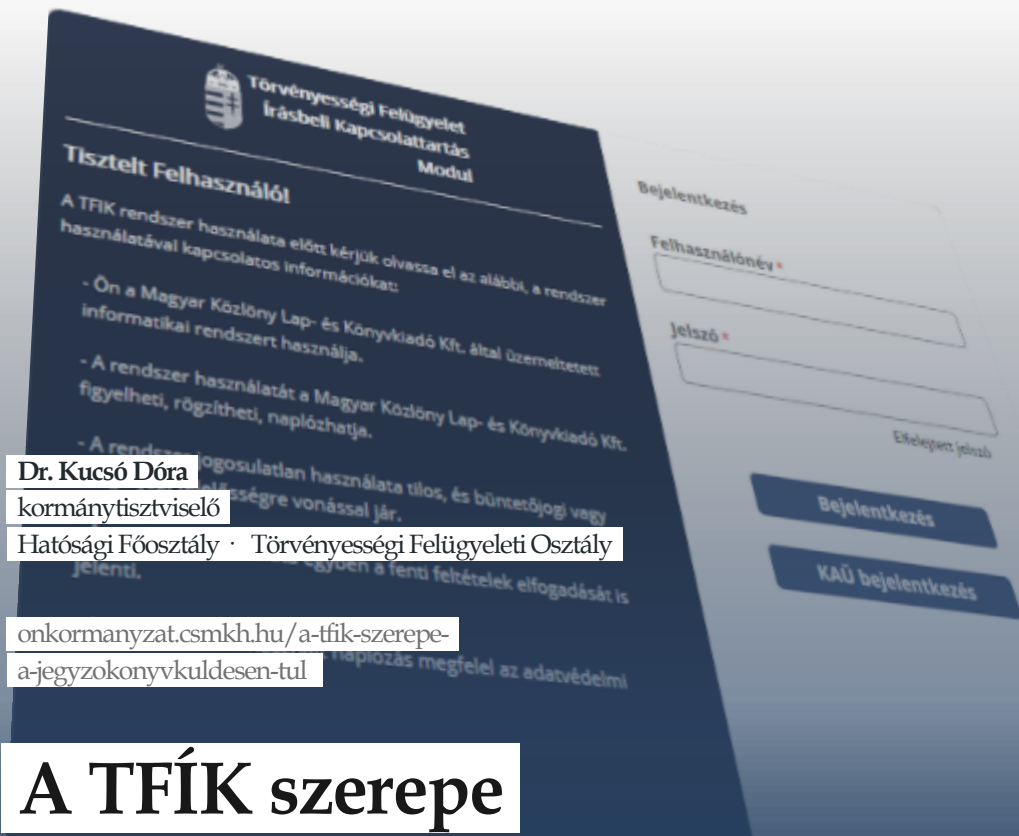 Törvényességi Felügyelet
Írásbeli Kapcsolattartás
Modul
Tisztelt Felhasználó!
A TFIK rendszer használata előtt kérjük olvassa el az alábbi, a rendszer
használatával kapcsolatos információkat:
- Ön a Magyar Közlöny Lap- és Könyvkiadó Kft. által üzemeltetett
informatikai rendszert használja.
- A rendszer használatát a Magyar Közlöny Lap- és Könyvkiadó Kft.
figyelheti, rögzítheti, naplózhatja.
- A rendszer jogosulatlan használata tilos, és büntetőjogi vagy
vonással jár.
egyben a fenti feltételek elfogadását is
jelenti.
naplózás megfelel az adatvédelmi
Bejelentkezés
Felhasználónév *
Jelszó *
Elfelejtett jelszó
Bejelentkezés
KAÜ bejelentkezés
Dr. Kucsó Dóra
kormánytisztviselő
Hatósági Főosztály · Törvényességi Felügyeleti Osztály
onkormanyzat.csmkh.hu/a-tfik-szerepe-
a-jegyzokonyvkuldesen-tul
A TFÍK szerepe